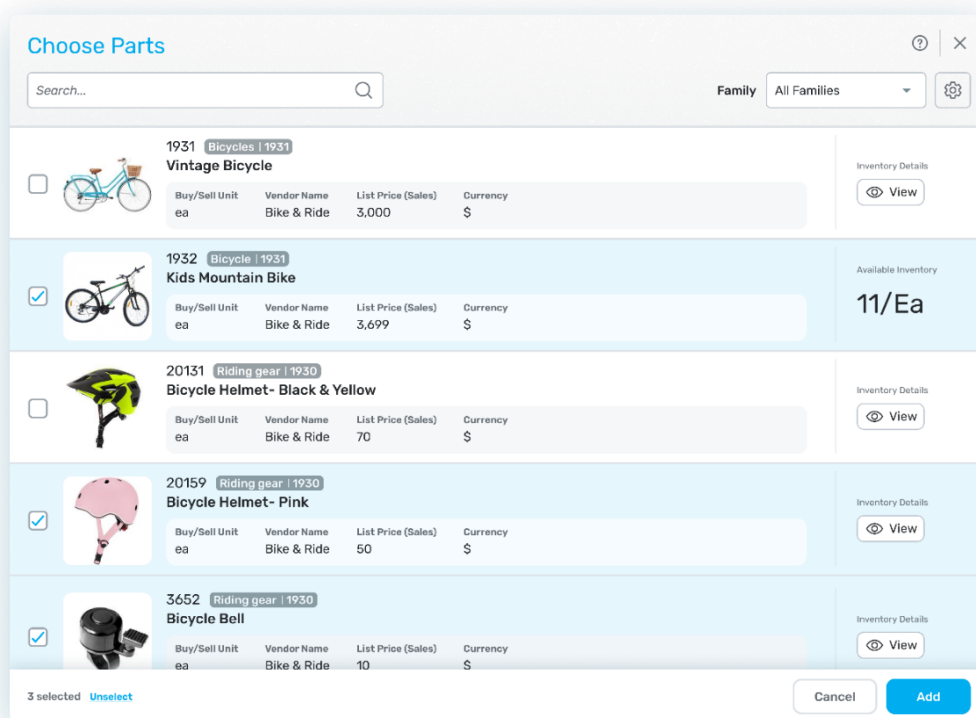 Choose Parts
Search...
Family All Families
1931 Bicycles | 1931
Vintage Bicycle
Buy/Sell Unit Vendor Name List Price (Sales) Currency
ea Bike & Ride 3,000 $
Inventory Details
View
1932 Bicycle | 1931
Kids Mountain Bike
Buy/Sell Unit Vendor Name List Price (Sales) Currency
ea Bike & Ride 3,699 $
Available Inventory
11/Ea
20131 Riding gear | 1930
Bicycle Helmet- Black & Yellow
Buy/Sell Unit Vendor Name List Price (Sales) Currency
ea Bike & Ride 70 $
Inventory Details
View
20159 Riding gear | 1930
Bicycle Helmet- Pink
Buy/Sell Unit Vendor Name List Price (Sales) Currency
ea Bike & Ride 50 $
Inventory Details
View
3652 Riding gear | 1930
Bicycle Bell
Buy/Sell Unit Vendor Name List Price (Sales) Currency
ea Bike & Ride 10 $
Inventory Details
View
3 selected Unselect Cancel Add